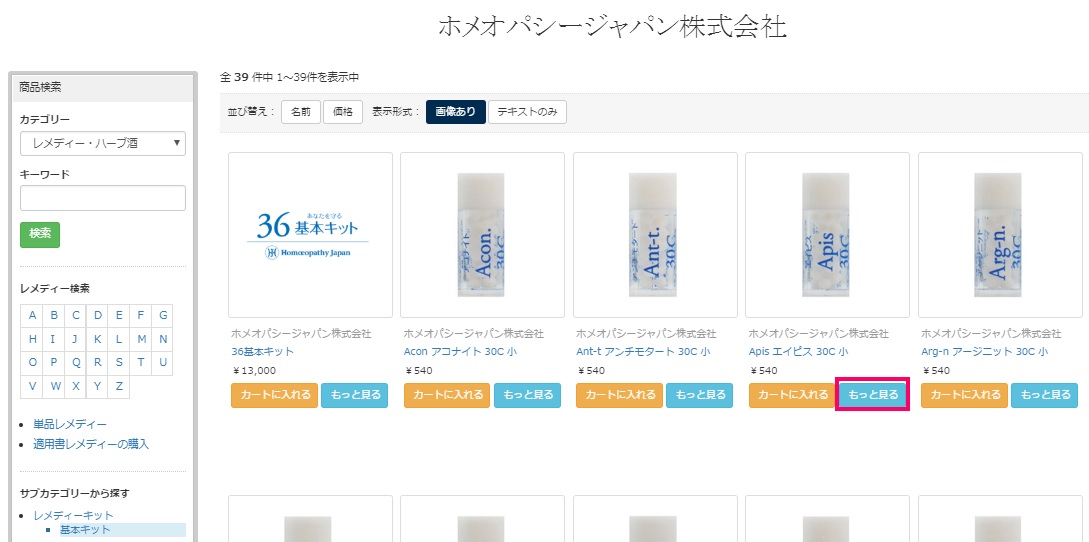 ホメオパシージャパン株式会社
商品検索
カテゴリー
レメディー・ハーブ酒
キーワード
検索
レメディー検索
A B C D E F G
H I J K L M N
O P Q R S T U
V W X Y Z
単品レメディー
適用書レメディーの購入
サブカテゴリーから探す
レメディーキット
基本キット
全 39 件中 1～39件を表示中
並び替え： 名前 価格 表示形式： 画像あり テキストのみ
あなたを守る
36 基本キット
Homœopathy Japan
ホメオパシージャパン株式会社
36基本キット
¥13,000
カートに入れる もっと見る
アコナイト
Acon.
30C
ホメオパシージャパン株式会社
Acon アコナイト 30C 小
¥540
カートに入れる もっと見る
Ant-t.
30C
ホメオパシージャパン株式会社
Ant-t アンチモタート 30C 小
¥540
カートに入れる もっと見る
エイピス
Apis
30C
ホメオパシージャパン株式会社
Apis エイピス 30C 小
¥540
カートに入れる もっと見る
アージニット
Arg-n.
30C
ホメオパシージャパン株式会社
Arg-n アージニット 30C 小
¥540
カートに入れる もっと見る